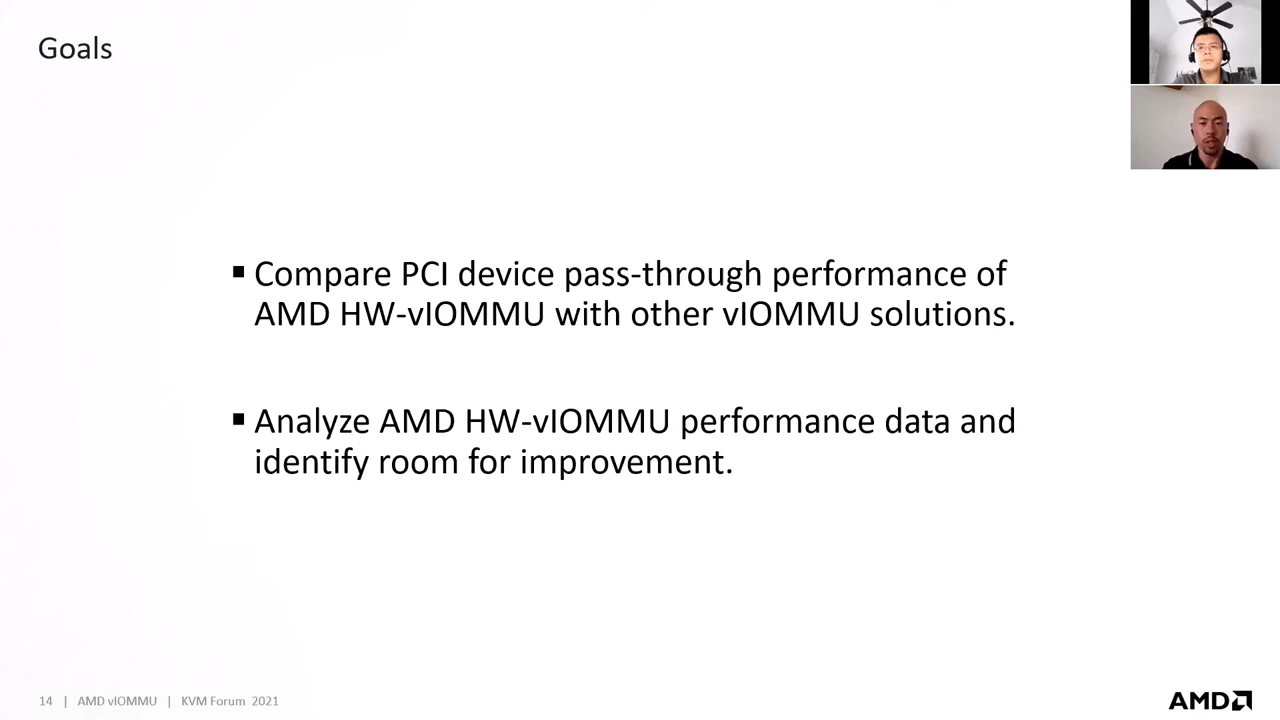 Goals
▪ Compare PCI device pass-through performance of
AMD HW-vIOMMU with other vIOMMU solutions.
▪ Analyze AMD HW-vIOMMU performance data and
identify room for improvement.
14 | AMD vIOMMU | KVM Forum 2021
AMD